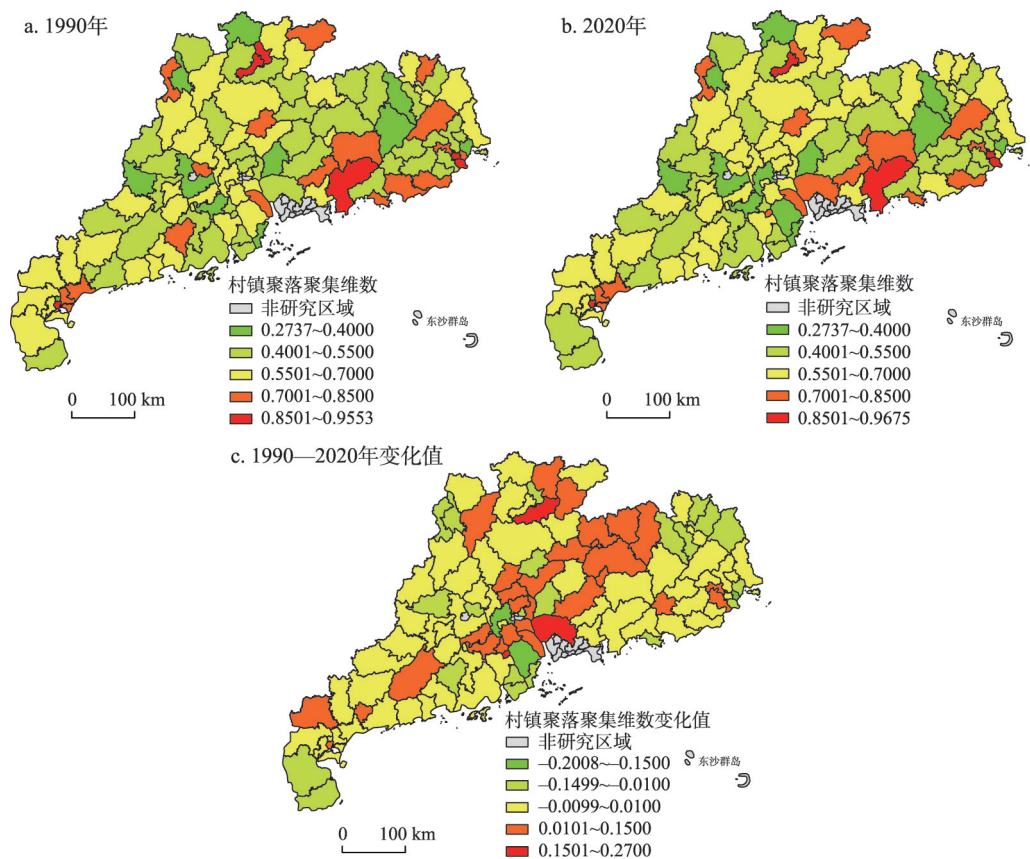 a. 1990年
b. 2020年
村镇聚落聚集维数
非研究区域
0.2737~0.4000
0.4001~0.5500
0.5501~0.7000
0.7001~0.8500
0.8501~0.9553
东沙群岛
0 100 km
村镇聚落聚集维数
非研究区域
0.2737~0.4000
0.4001~0.5500
0.5501~0.7000
0.7001~0.8500
0.8501~0.9675
东沙群岛
0 100 km
c. 1990—2020年变化值
村镇聚落聚集维数变化值
非研究区域
–0.2008~–0.1500
–0.1499~–0.0100
–0.0099~0.0100
0.0101~0.1500
0.1501~0.2700
东沙群岛
0 100 km